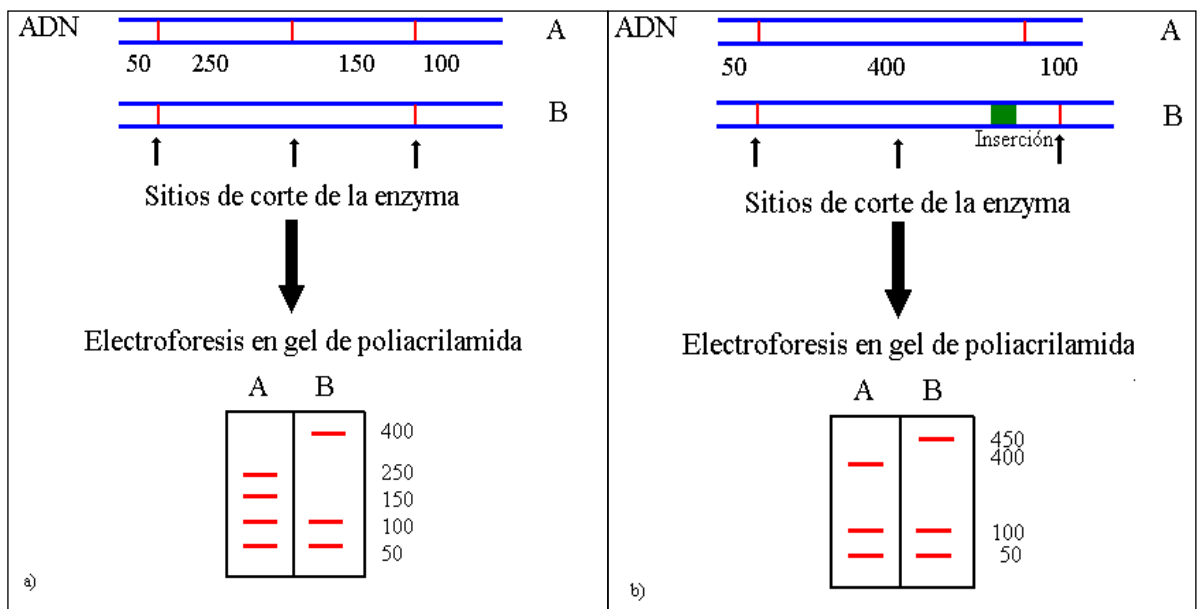 ADN A
50 250 150 100
B
Sitios de corte de la enzyma
Electroforesis en gel de poliacrilamida
A B
400
250
150
100
50
a)
ADN A
50 400 100
B
Inserción
Sitios de corte de la enzyma
Electroforesis en gel de poliacrilamida
A B
450
400
100
50
b)